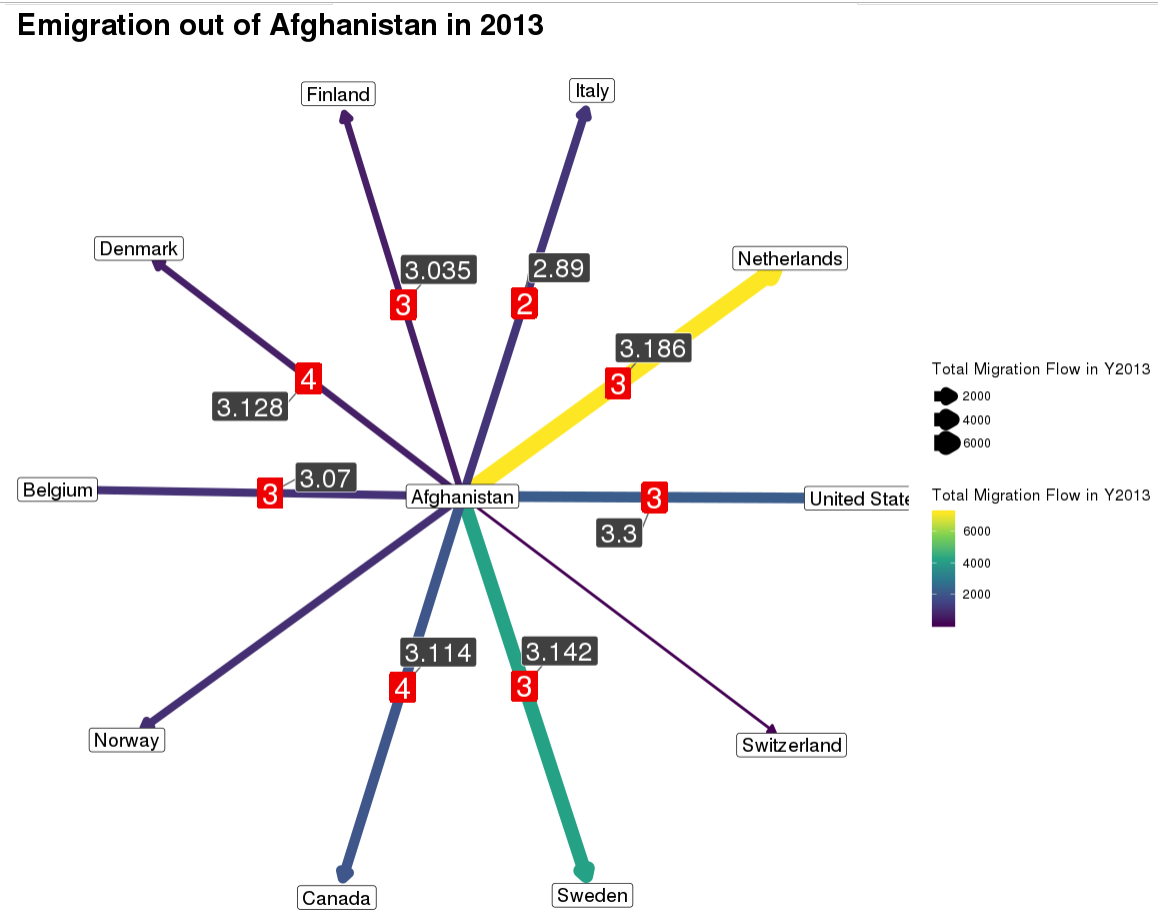 Emigration out of Afghanistan in 2013
Finland
Italy
Denmark
Netherlands
3.035
2.89
3
2
3.186
3
4
3.128
Total Migration Flow in Y2013
2000
4000
6000
Belgium
3
3.07
Afghanistan
3
United State
3.3
Total Migration Flow in Y2013
6000
4000
2000
3.114
3.142
4
3
Norway
Switzerland
Canada
Sweden